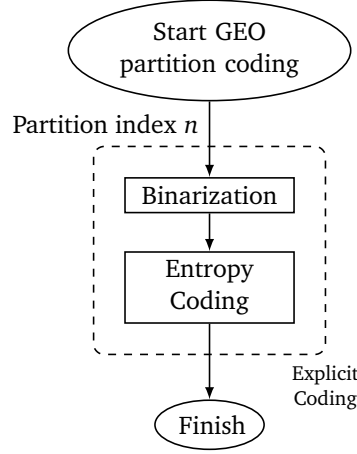 Start GEO
partition coding
Partition index n
Binarization
Entropy
Coding
Explicit
Coding
Finish